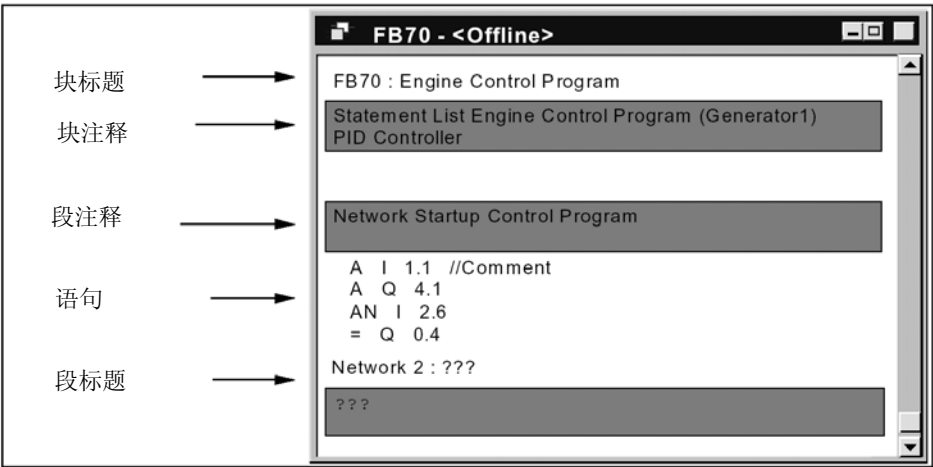 FB70 - <Offline>
块标题
FB70 : Engine Control Program
块注释
Statement List Engine Control Program (Generator1)
PID Controller
段注释
Network Startup Control Program
A I 1.1 //Comment
语句
A Q 4.1
AN I 2.6
= Q 0.4
段标题
Network 2 : ???
???